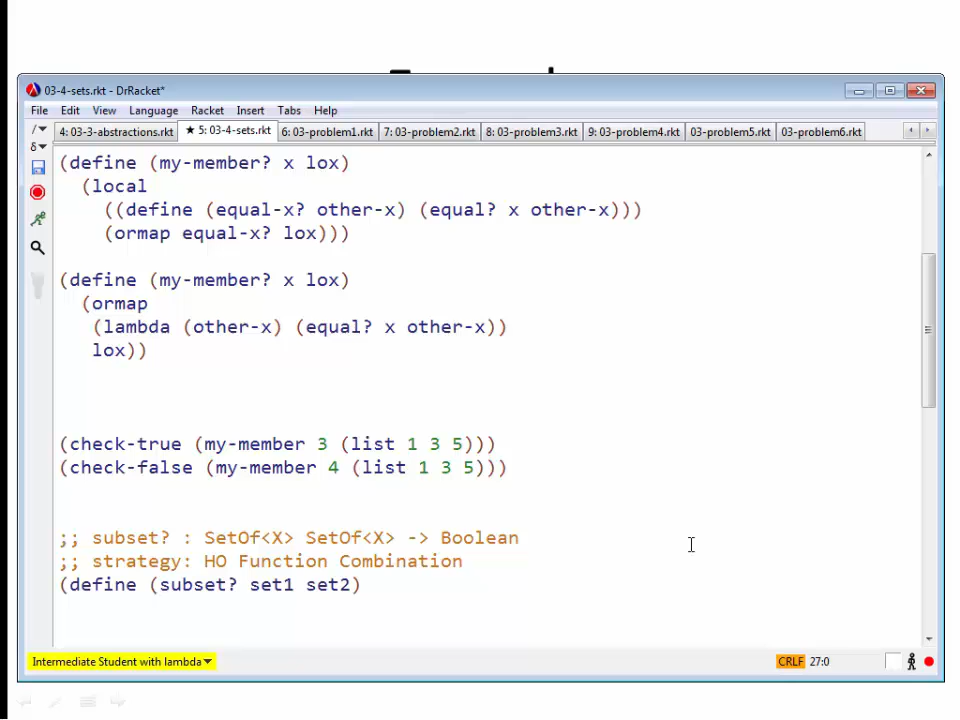 03-4-sets.rkt - DrRacket*
File Edit View Language Racket Insert Tabs Help
4: 03-3-abstractions.rkt ★ 5: 03-4-sets.rkt 6: 03-problem1.rkt 7: 03-problem2.rkt 8: 03-problem3.rkt 9: 03-problem4.rkt 03-problem5.rkt 03-problem6.rkt
(define (my-member? x lox)
(local
((define (equal-x? other-x) (equal? x other-x)))
(ormap equal-x? lox)))
(define (my-member? x lox)
(ormap
(lambda (other-x) (equal? x other-x))
lox))
(check-true (my-member 3 (list 1 3 5)))
(check-false (my-member 4 (list 1 3 5)))
;; subset? : SetOf<X> SetOf<X> -> Boolean
;; strategy: HO Function Combination
(define (subset? set1 set2)
Intermediate Student with lambda CRLF 27:0